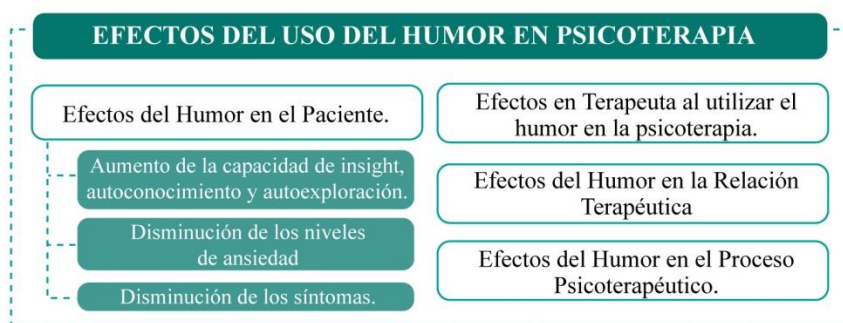 EFECTOS DEL USO DEL HUMOR EN PSICOTERAPIA
Efectos del Humor en el Paciente.
Aumento de la capacidad de insight,
autoconocimiento y autoexploración.
Disminución de los niveles
de ansiedad
Disminución de los síntomas.
Efectos en Terapeuta al utilizar el
humor en la psicoterapia.
Efectos del Humor en la Relación
Terapéutica
Efectos del Humor en el Proceso
Psicoterapéutico.